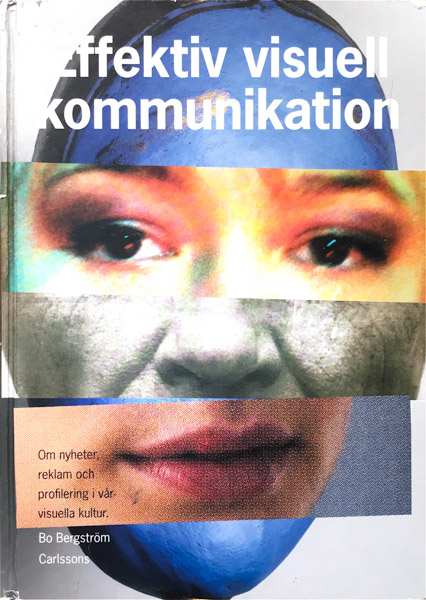 Effektiv visuell
kommunikation
Om nyheter,
reklam och
profilering i vår
visuella kultur.
Bo Bergström
Carlssons